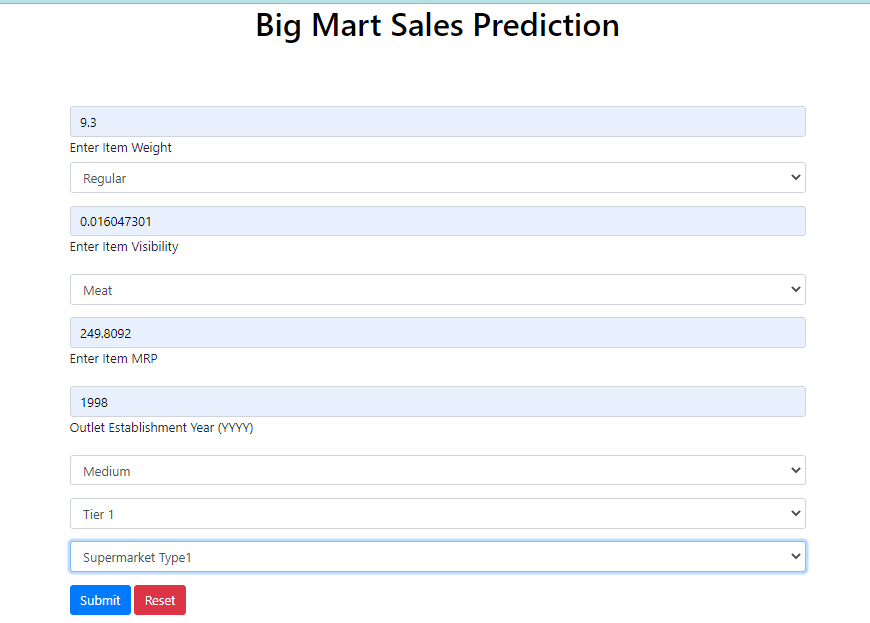 Big Mart Sales Prediction
9.3
Enter Item Weight
Regular
0.016047301
Enter Item Visibility
Meat
249.8092
Enter Item MRP
1998
Outlet Establishment Year (YYYY)
Medium
Tier 1
Supermarket Type1
Submit Reset